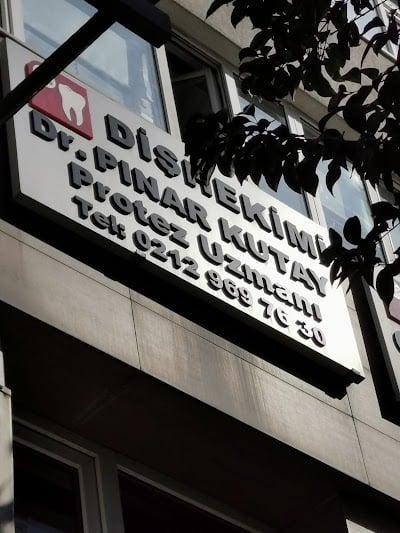 DİŞHEKİMİ
Dr. PINAR KUTAY
Protez Uzmanı
Tel: 0212 969 76 30